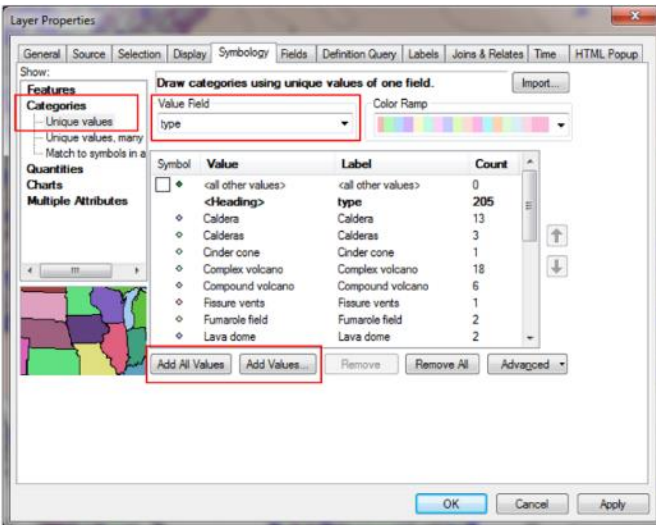 Layer Properties
General Source Selection Display Symbology Fields Definition Query Labels Joins & Relates Time HTML Popup
Show:
Features
Categories
Unique values
Unique values, many
Match to symbols in a
Quantities
Charts
Multiple Attributes
Draw categories using unique values of one field.
Import...
Value Field
type
Color Ramp
Symbol Value Label Count
<all other values> <all other values> 0
<Heading> type 205
Caldera Caldera 13
Calderas Calderas 3
Cinder cone Cinder cone 1
Complex volcano Complex volcano 18
Compound volcano Compound volcano 6
Fissure vents Fissure vents 1
Fumarole field Fumarole field 2
Lava dome Lava dome 2
Add All Values Add Values... Remove Remove All Advanced
OK Cancel Apply